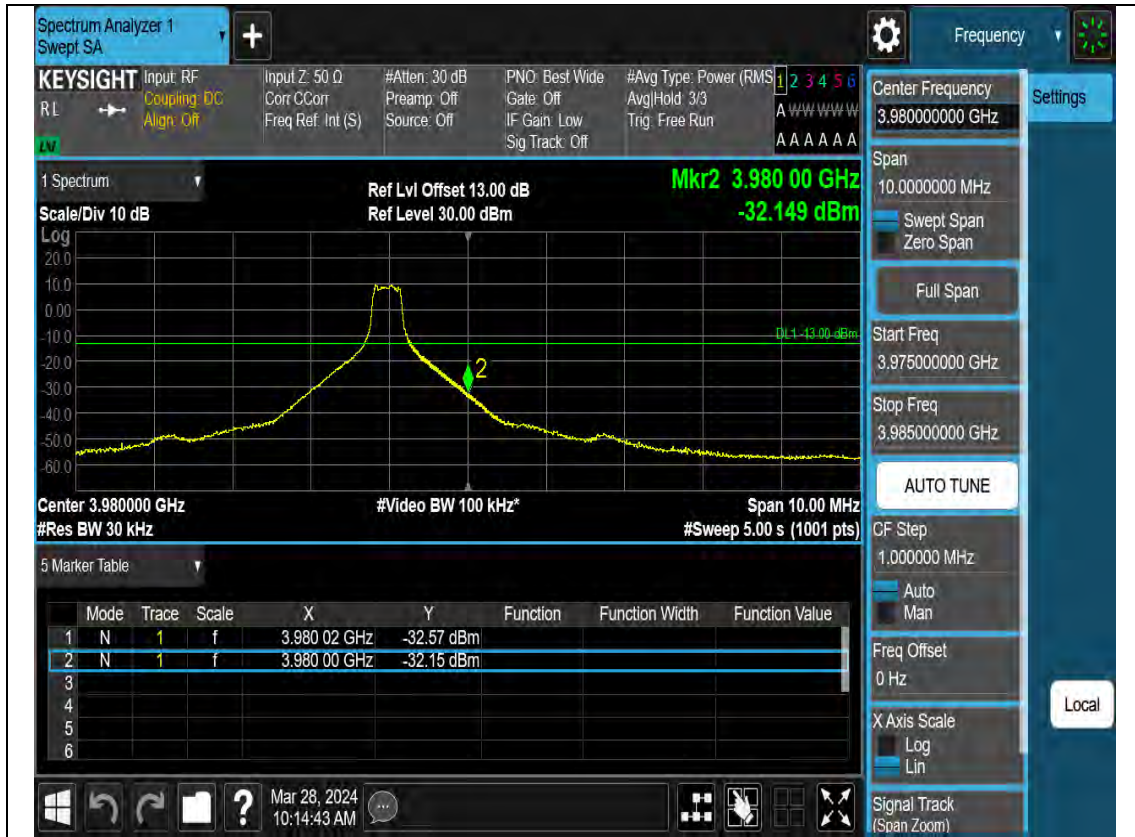 Spectrum Analyzer 1
Swept SA
+
Frequency
KEYSIGHT
RL
Input: RF
Coupling: DC
Align: Off
Input Z: 50 Ω
Corr CCorr
Freq Ref: Int (S)
#Atten: 30 dB
Preamp: Off
Source: Off
PNO: Best Wide
Gate: Off
IF Gain: Low
Sig Track: Off
#Avg Type: Power (RMS
Avg|Hold: 3/3
Trig: Free Run
1 2 3 4 5 6
A W W W W W
A A A A A A
1 Spectrum
Scale/Div 10 dB
Ref Lvl Offset 13.00 dB
Ref Level 30.00 dBm
Mkr2 3.980 00 GHz
-32.149 dBm
Log
20.0
10.0
0.00
-10.0
-20.0
-30.0
-40.0
-50.0
-60.0
DL1 -13.00 dBm
2
Center 3.980000 GHz
#Video BW 100 kHz*
Span 10.00 MHz
#Res BW 30 kHz
#Sweep 5.00 s (1001 pts)
5 Marker Table
Mode Trace Scale X Y Function Function Width Function Value
1 N 1 f 3.980 02 GHz -32.57 dBm
2 N 1 f 3.980 00 GHz -32.15 dBm
3
4
5
6
?
Mar 28, 2024
10:14:43 AM
Center Frequency
3.980000000 GHz
Settings
Span
10.0000000 MHz
Swept Span
Zero Span
Full Span
Start Freq
3.975000000 GHz
Stop Freq
3.985000000 GHz
AUTO TUNE
CF Step
1.000000 MHz
Auto
Man
Freq Offset
0 Hz
X Axis Scale
Log
Lin
Local
Signal Track
(Span Zoom)